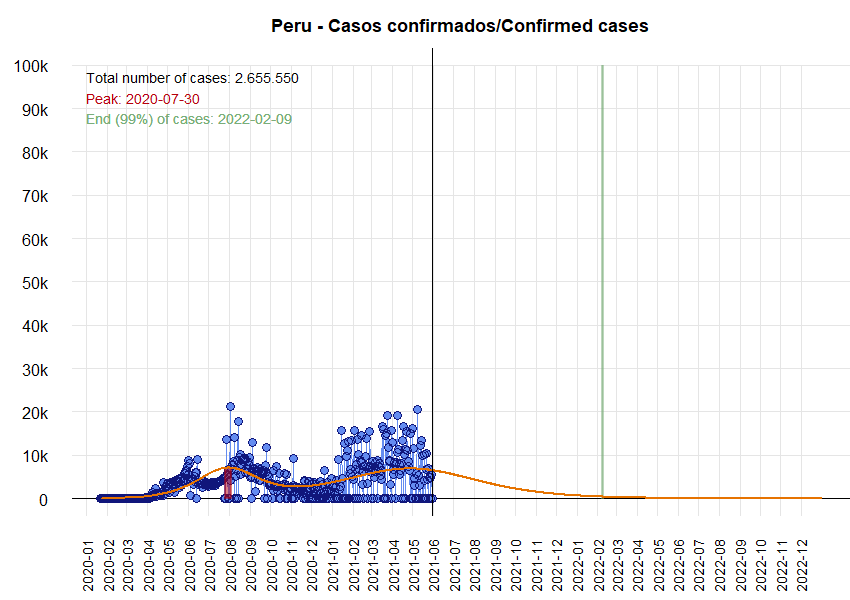 Peru - Casos confirmados/Confirmed cases
100k
90k
80k
70k
60k
50k
40k
30k
20k
10k
0
Total number of cases: 2.655.550
Peak: 2020-07-30
End (99%) of cases: 2022-02-09
2020-01
2020-02
2020-03
2020-04
2020-05
2020-06
2020-07
2020-08
2020-09
2020-10
2020-11
2020-12
2021-01
2021-02
2021-03
2021-04
2021-05
2021-06
2021-07
2021-08
2021-09
2021-10
2021-11
2021-12
2022-01
2022-02
2022-03
2022-04
2022-05
2022-06
2022-07
2022-08
2022-09
2022-10
2022-11
2022-12